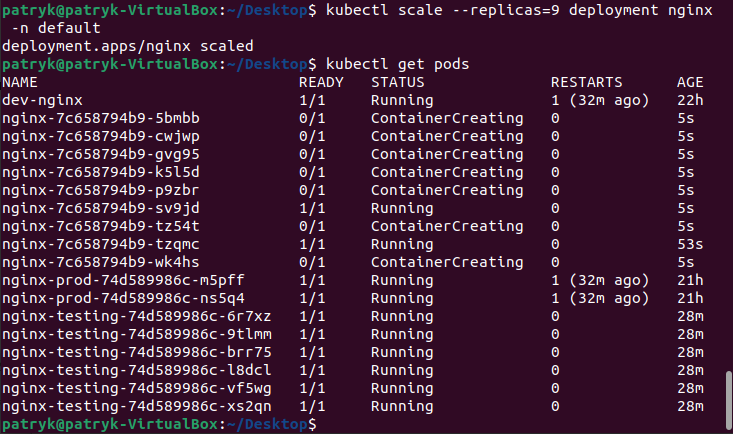 patryk@patryk-VirtualBox:~/Desktop$ kubectl scale --replicas=9 deployment nginx
 -n default
deployment.apps/nginx scaled
patryk@patryk-VirtualBox:~/Desktop$ kubectl get pods
NAME                             READY   STATUS              RESTARTS      AGE
dev-nginx                        1/1     Running             1 (32m ago)   22h
nginx-7c658794b9-5bmbb           0/1     ContainerCreating   0             5s
nginx-7c658794b9-cwjwp           0/1     ContainerCreating   0             5s
nginx-7c658794b9-gvg95           0/1     ContainerCreating   0             5s
nginx-7c658794b9-k5l5d           0/1     ContainerCreating   0             5s
nginx-7c658794b9-p9zbr           0/1     ContainerCreating   0             5s
nginx-7c658794b9-sv9jd           1/1     Running             0             5s
nginx-7c658794b9-tz54t           0/1     ContainerCreating   0             5s
nginx-7c658794b9-tzqmc           1/1     Running             0             53s
nginx-7c658794b9-wk4hs           0/1     ContainerCreating   0             5s
nginx-prod-74d589986c-m5pff      1/1     Running             1 (32m ago)   21h
nginx-prod-74d589986c-ns5q4      1/1     Running             1 (32m ago)   21h
nginx-testing-74d589986c-6r7xz   1/1     Running             0             28m
nginx-testing-74d589986c-9tlmm   1/1     Running             0             28m
nginx-testing-74d589986c-brr75   1/1     Running             0             28m
nginx-testing-74d589986c-l8dcl   1/1     Running             0             28m
nginx-testing-74d589986c-vf5wg   1/1     Running             0             28m
nginx-testing-74d589986c-xs2qn   1/1     Running             0             28m
patryk@patryk-VirtualBox:~/Desktop$